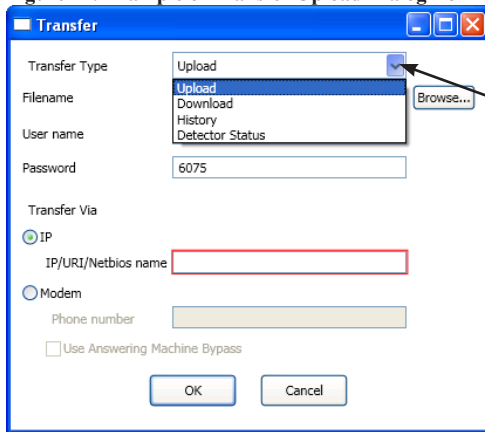 Transfer
Transfer Type Upload
Upload
Filename Browse...
Download
History
User name Detector Status
Password 6075
Transfer Via
IP
IP/URI/Netbios name
Modem
Phone number
Use Answering Machine Bypass
OK Cancel